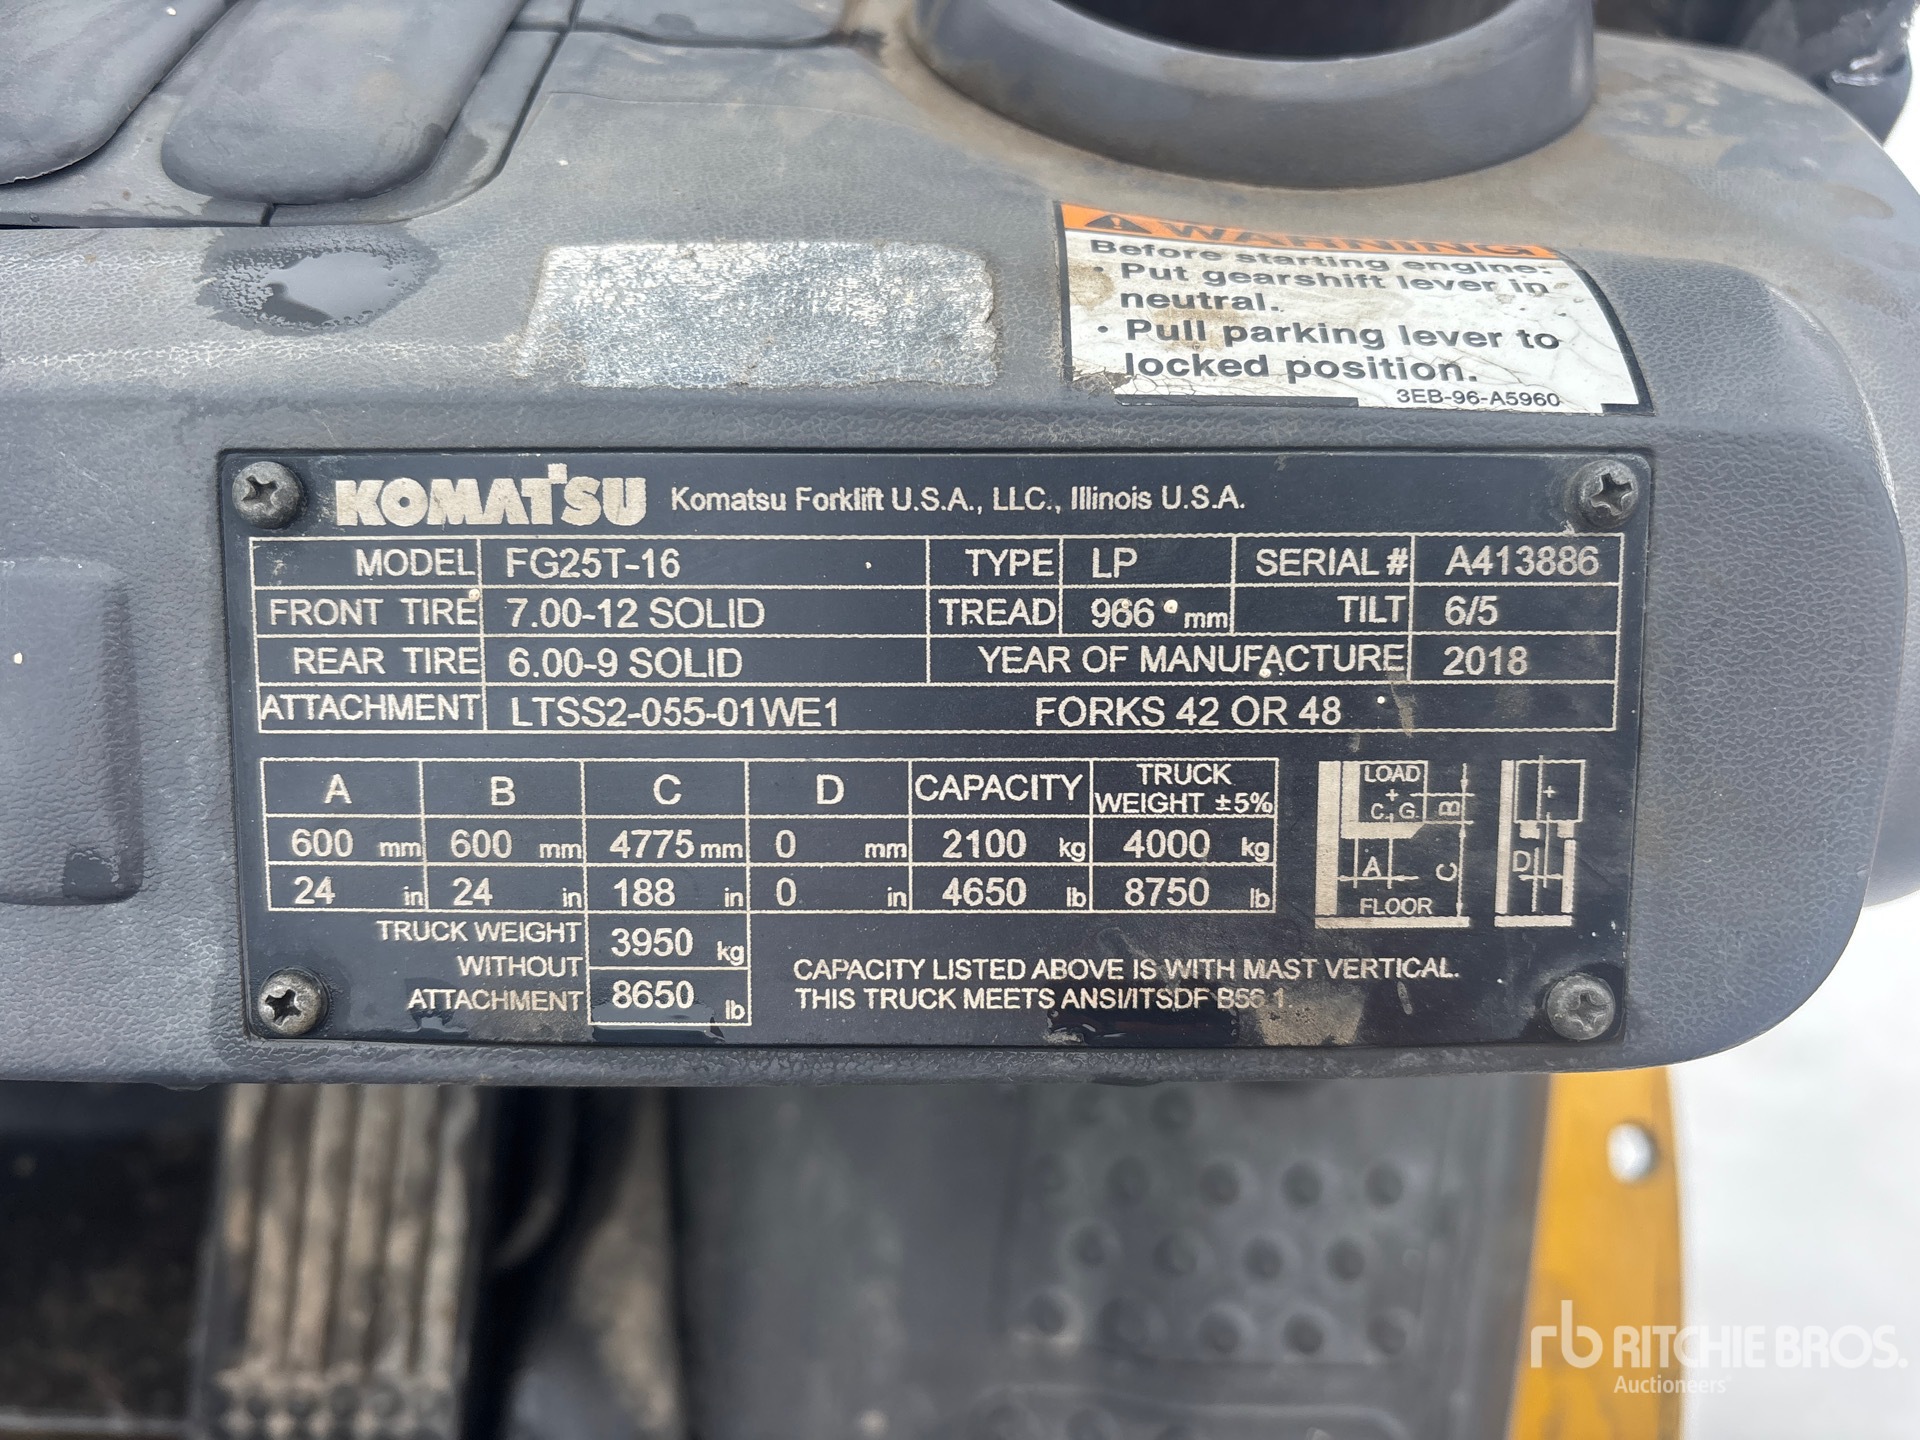 WARNING
Before starting engine:
• Put gearshift lever in
neutral.
• Pull parking lever to
locked position.
3EB-96-A5960
KOMATSU Komatsu Forklift U.S.A., LLC., Illinois U.S.A.
MODEL FG25T-16 TYPE LP SERIAL # A413886
FRONT TIRE 7.00-12 SOLID TREAD 966 mm TILT 6/5
REAR TIRE 6.00-9 SOLID YEAR OF MANUFACTURE 2018
ATTACHMENT LTSS2-055-01WE1 FORKS 42 OR 48
A B C D CAPACITY TRUCK WEIGHT ±5%
600 mm 600 mm 4775 mm 0 mm 2100 kg 4000 kg
24 in 24 in 188 in 0 in 4650 lb 8750 lb
TRUCK WEIGHT
WITHOUT
ATTACHMENT
3950 kg
8650 lb
CAPACITY LISTED ABOVE IS WITH MAST VERTICAL.
THIS TRUCK MEETS ANSI/ITSDF B56.1.
LOAD
C. G.
B
A
C
FLOOR
D
rb RITCHIE BROS.
Auctioneers